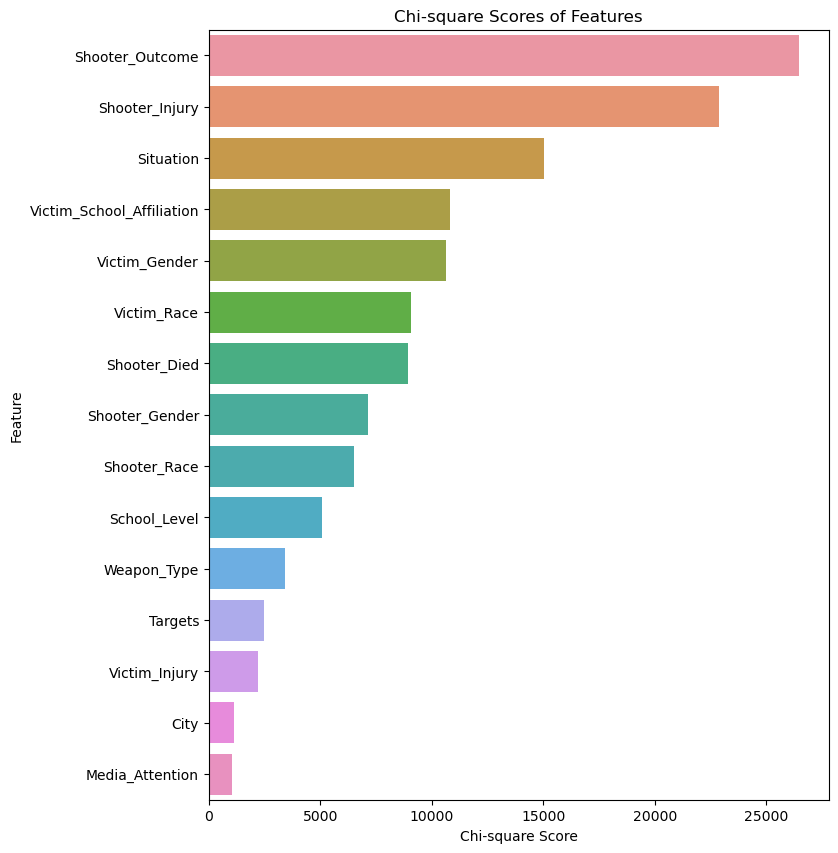 Chi-square Scores of Features
Feature
Shooter_Outcome
Shooter_Injury
Situation
Victim_School_Affiliation
Victim_Gender
Victim_Race
Shooter_Died
Shooter_Gender
Shooter_Race
School_Level
Weapon_Type
Targets
Victim_Injury
City
Media_Attention
0 5000 10000 15000 20000 25000
Chi-square Score